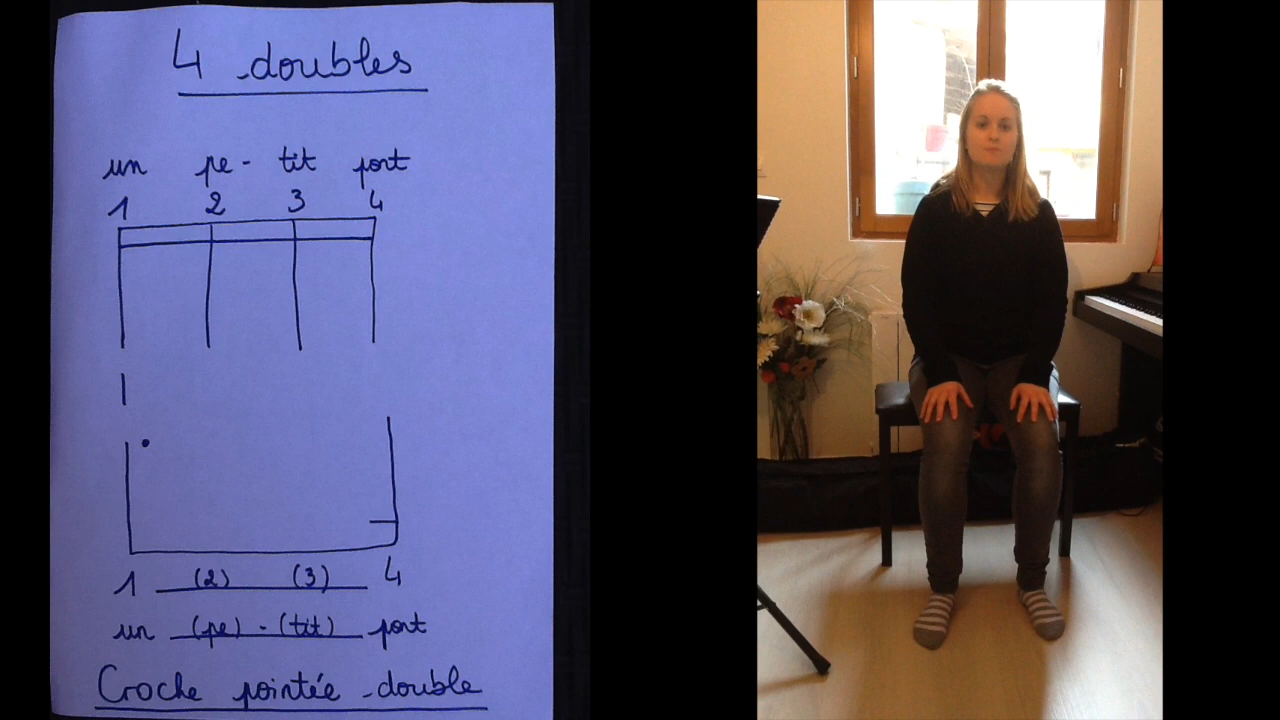 4 doubles
un pe - tit port
1 2 3 4
1 (2) (3) 4
un (pe) - (tit) port
Croche pointée - double